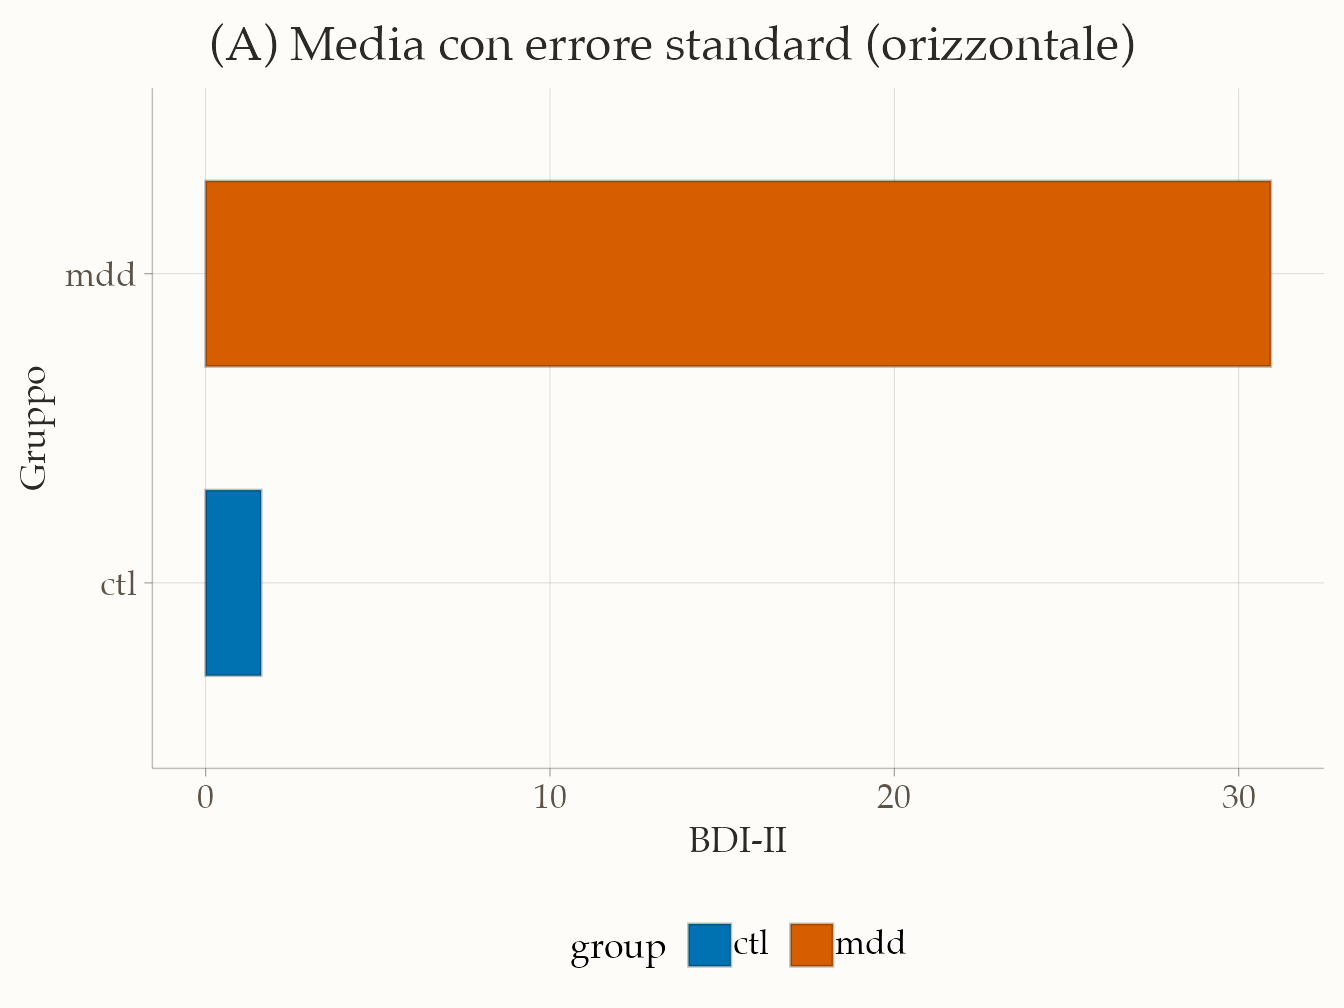 (A) Media con errore standard (orizzontale)
Gruppo
mdd
ctl
0 10 20 30
BDI-II
group ctl mdd